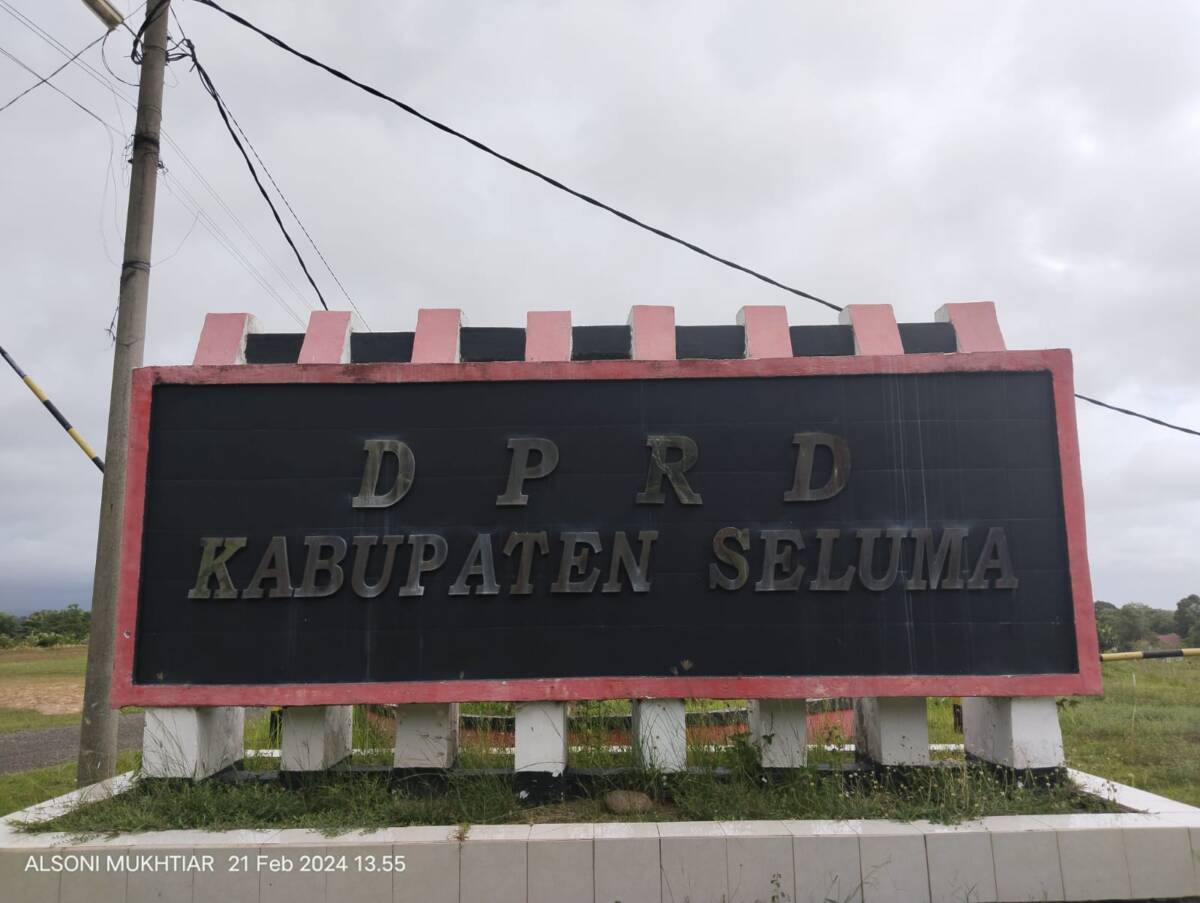 D P R D
KABUPATEN SELUMA
ALSONI MUKHTIAR 21 Feb 2024 13.55